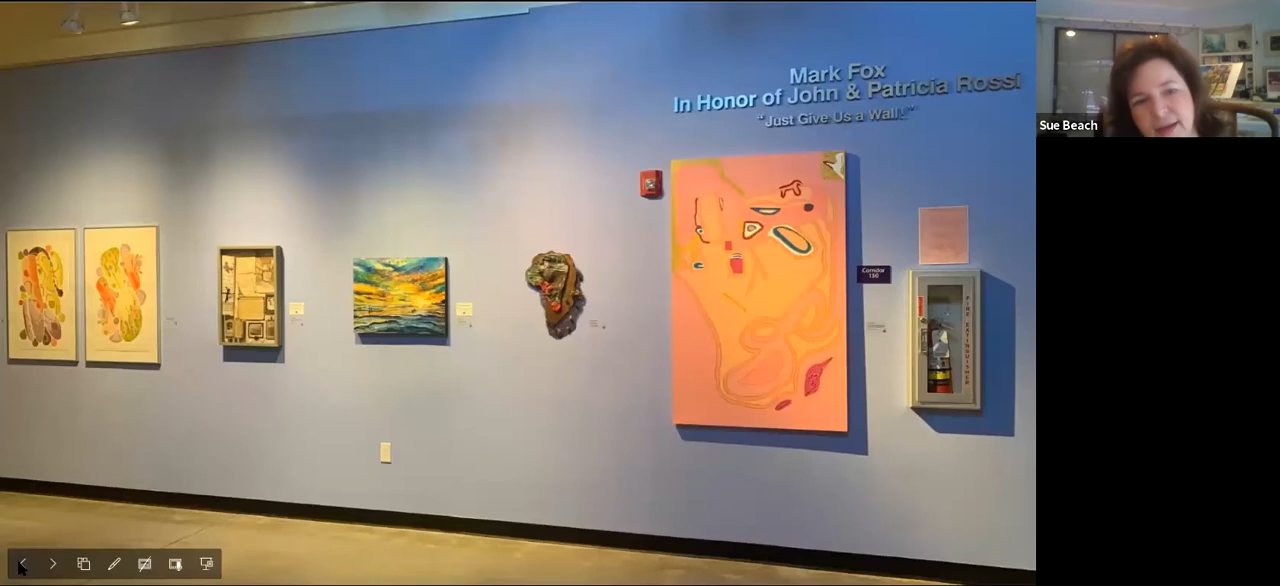 Mark Fox
In Honor of John & Patricia Rossi
"Just Give Us a Wall!"
Corridor
130
FIRE EXTINGUISHER
Sue Beach